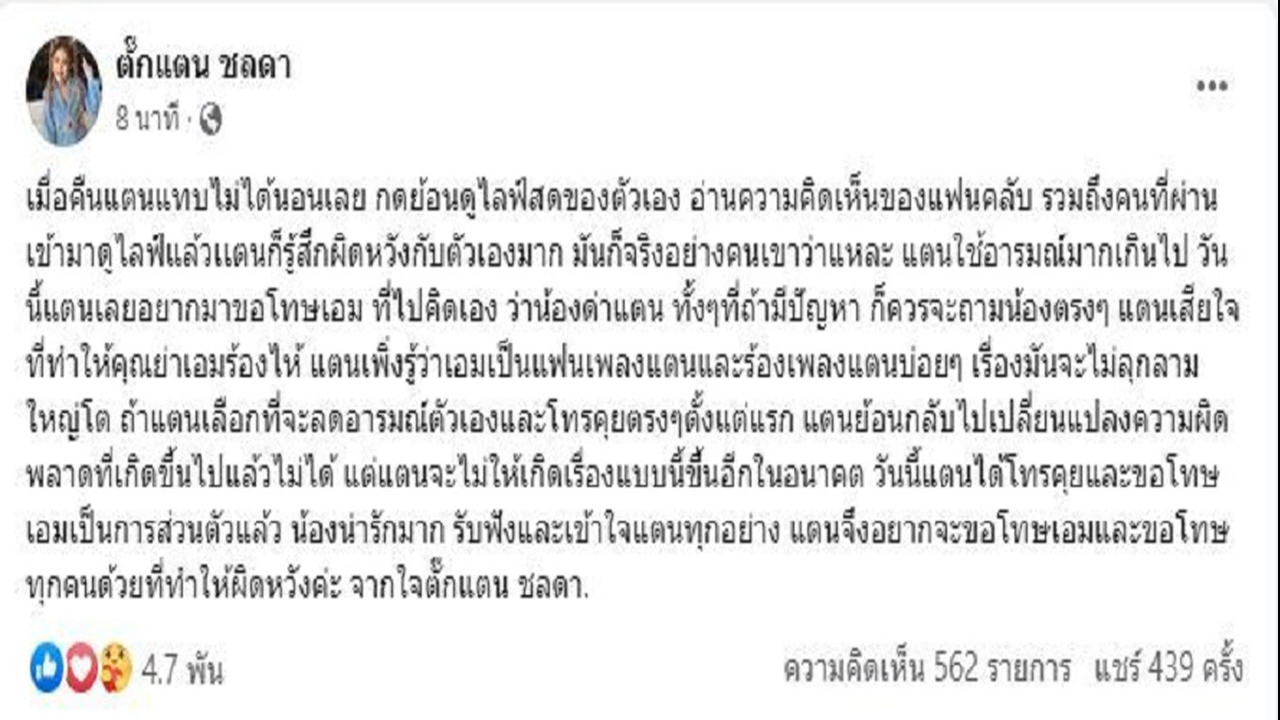 ตั๊กแตน ชลดา
8 นาที ·
เมื่อคืนแตนแทบไม่ได้นอนเลย กดย้อนดูไลฟ์สดของตัวเอง อ่านความคิดเห็นของแฟนคลับ รวมถึงคนที่ผ่าน
เข้ามาดูไลฟ์แล้วแตนก็รู้สึกผิดหวังกับตัวเองมาก มันก็จริงอย่างคนเขาว่าแหละ แตนใช้อารมณ์มากเกินไป วัน
นี้แตนเลยอยากมาขอโทษเอม ที่ไปคิดเอง ว่าน้องด่าแตน ทั้งๆที่ถ้ามีปัญหา ก็ควรจะถามน้องตรงๆ แตนเสียใจ
ที่ทำให้คุณย่าเอมร้องไห้ แตนเพิ่งรู้ว่าเอมเป็นแฟนเพลงแตนและร้องเพลงแตนบ่อยๆ เรื่องมันจะไม่ลุกลาม
ใหญ่โต ถ้าแตนเลือกที่จะลดอารมณ์ตัวเองและโทรคุยตรงๆตั้งแต่แรก แตนย้อนกลับไปเปลี่ยนแปลงความผิด
พลาดที่เกิดขึ้นไปแล้วไม่ได้ แต่แตนจะไม่ให้เกิดเรื่องแบบนี้ขึ้นอีกในอนาคต วันนี้แตนได้โทรคุยและขอโทษ
เอมเป็นการส่วนตัวแล้ว น้องน่ารักมาก รับฟังและเข้าใจแตนทุกอย่าง แตนจึงอยากจะขอโทษเอมและขอโทษ
ทุกคนด้วยที่ทำให้ผิดหวังค่ะ จากใจตั๊กแตน ชลดา.
4.7 พัน ความคิดเห็น 562 รายการ แชร์ 439 ครั้ง